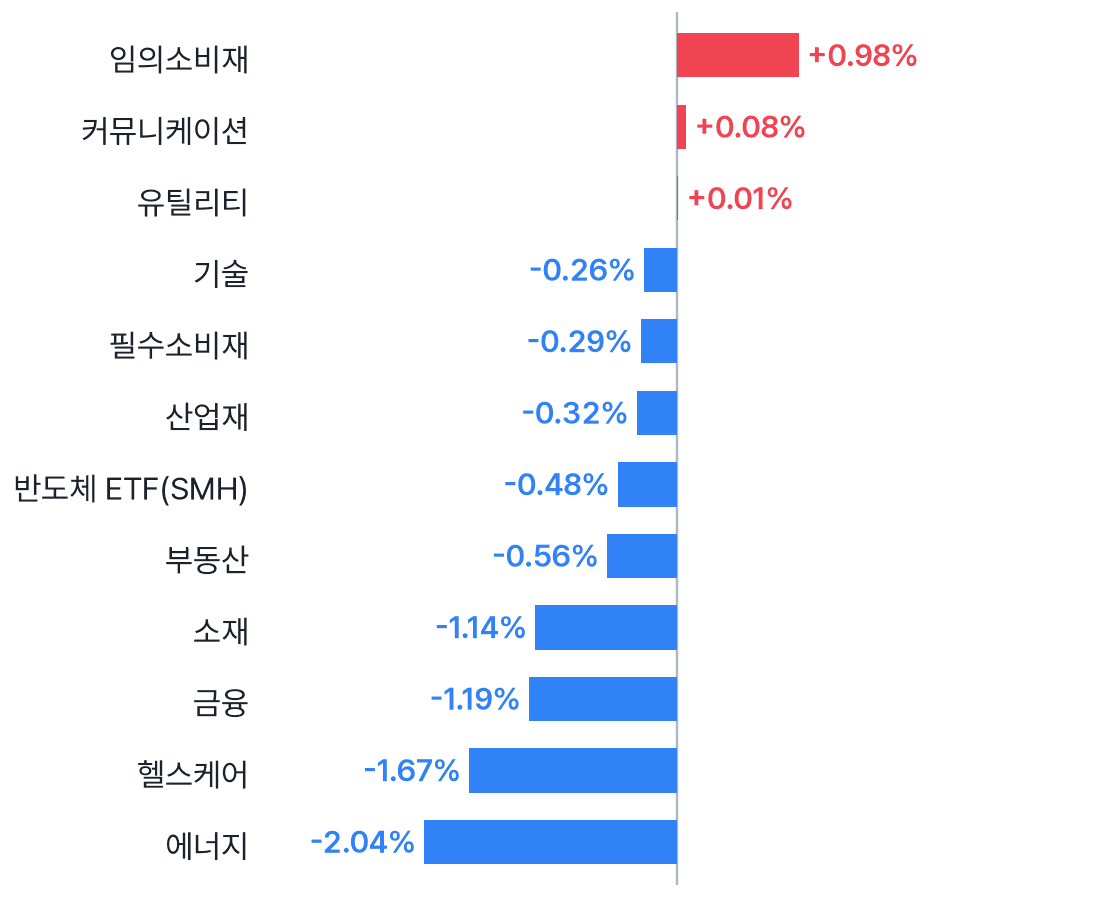 임의소비재 +0.98%
커뮤니케이션 +0.08%
유틸리티 +0.01%
기술 -0.26%
필수소비재 -0.29%
산업재 -0.32%
반도체 ETF(SMH) -0.48%
부동산 -0.56%
소재 -1.14%
금융 -1.19%
헬스케어 -1.67%
에너지 -2.04%